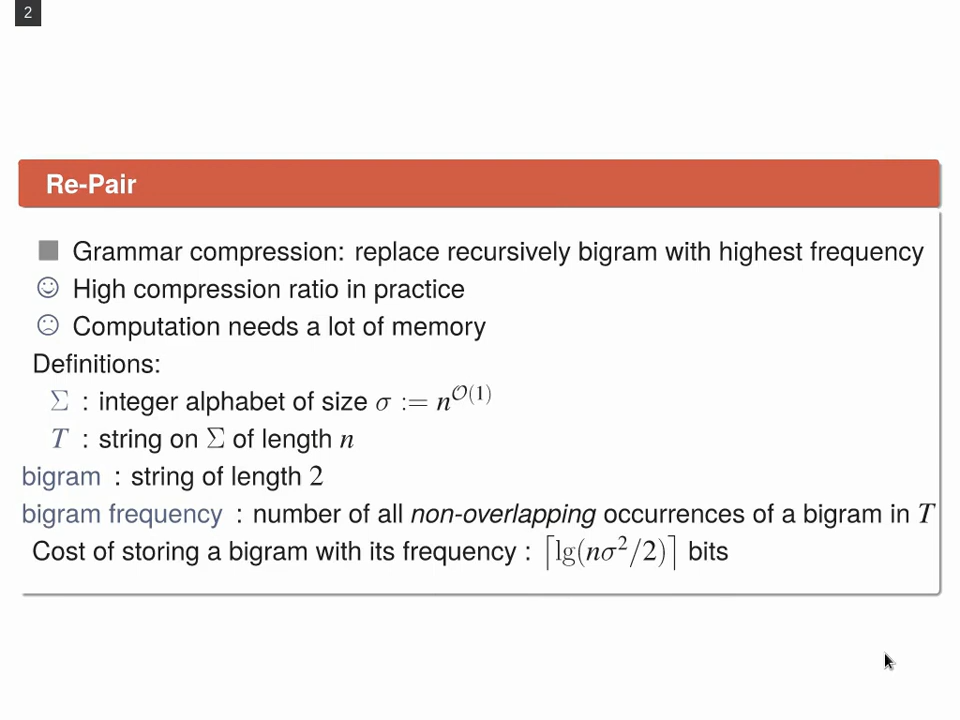 2
Re-Pair
Grammar compression: replace recursively bigram with highest frequency
High compression ratio in practice
Computation needs a lot of memory
Definitions:
Σ : integer alphabet of size σ := n^{𝒪(1)}
T : string on Σ of length n
bigram : string of length 2
bigram frequency : number of all non-overlapping occurrences of a bigram in T
Cost of storing a bigram with its frequency : ⌈lg(nσ²/2)⌉ bits